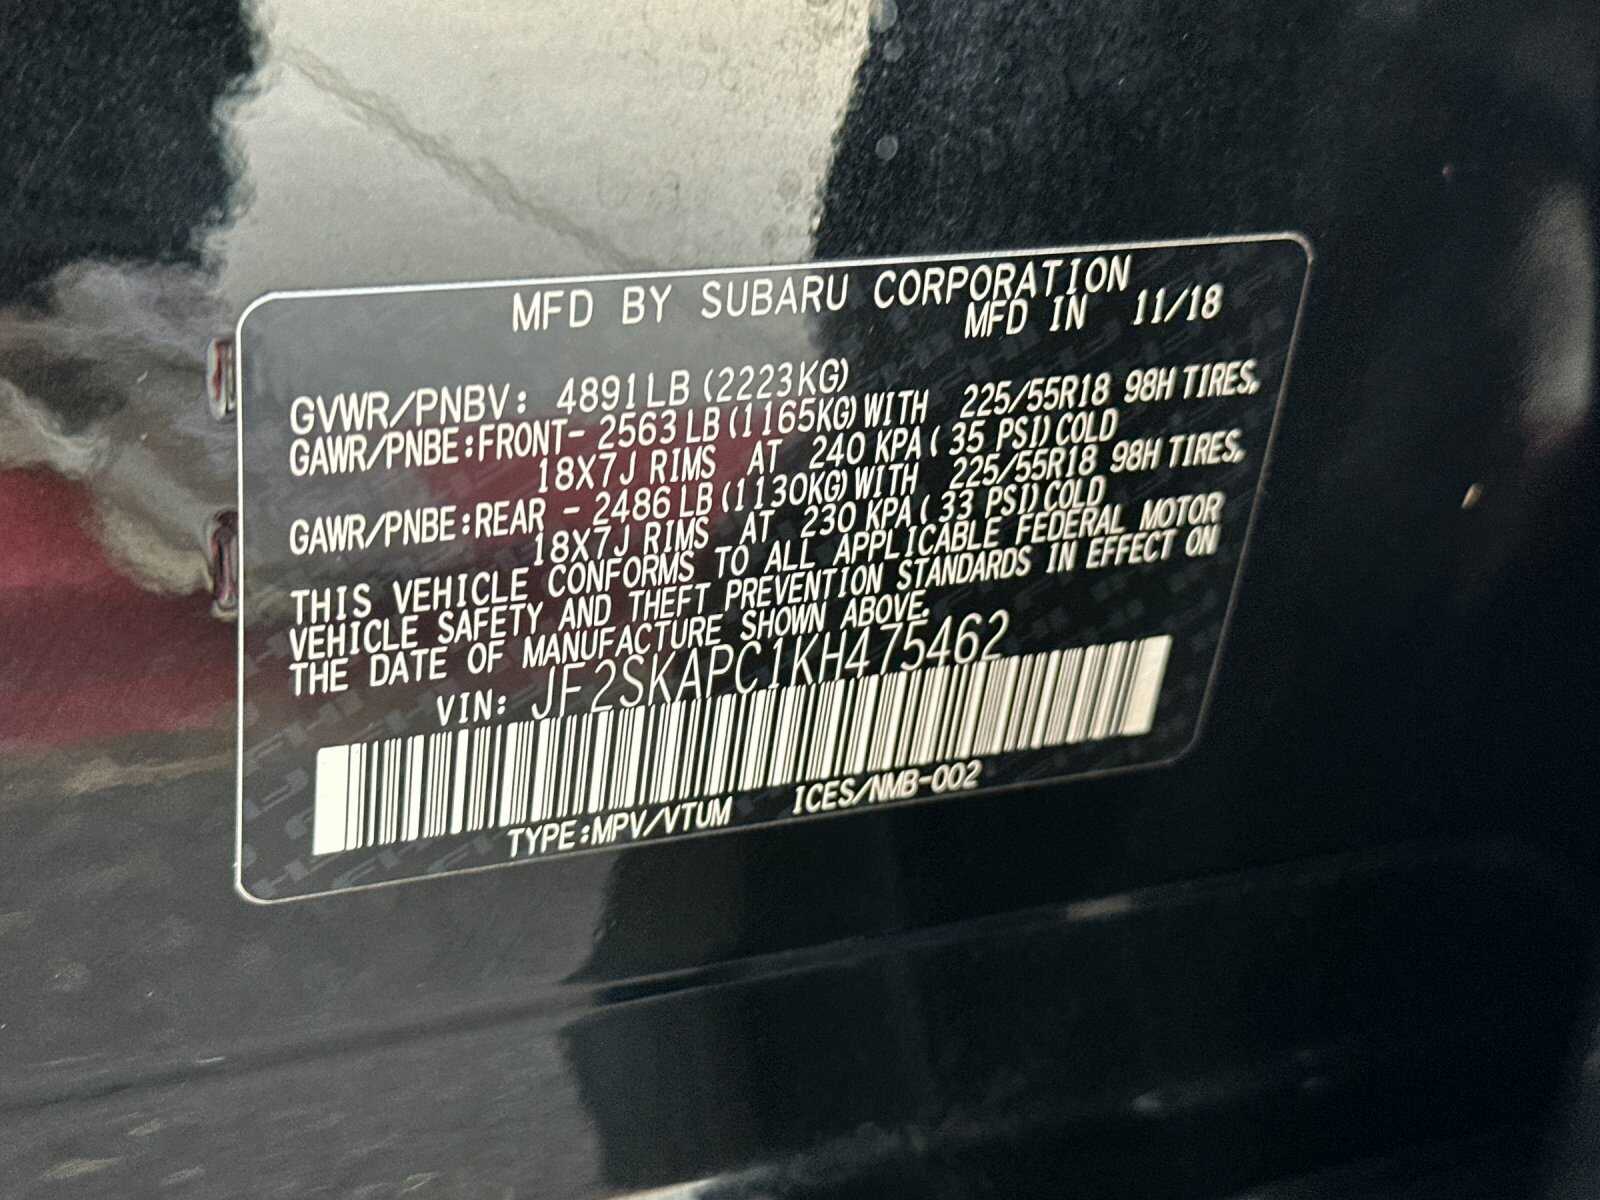 MFD BY SUBARU CORPORATION
MFD IN 11/18
GVWR/PNBV: 4891LB (2223KG)
GAWR/PNBE:FRONT- 2563 LB (1165KG) WITH 225/55R18 98H TIRES,
18X7J RIMS AT 240 KPA ( 35 PSI) COLD
GAWR/PNBE:REAR - 2486 LB (1130KG) WITH 225/55R18 98H TIRES,
18X7J RIMS AT 230 KPA ( 33 PSI) COLD
THIS VEHICLE CONFORMS TO ALL APPLICABLE FEDERAL MOTOR
VEHICLE SAFETY AND THEFT PREVENTION STANDARDS IN EFFECT ON
THE DATE OF MANUFACTURE SHOWN ABOVE.
VIN: JF2SKAPC1KH475462
TYPE:MPV/VTUM ICES/NMB-002